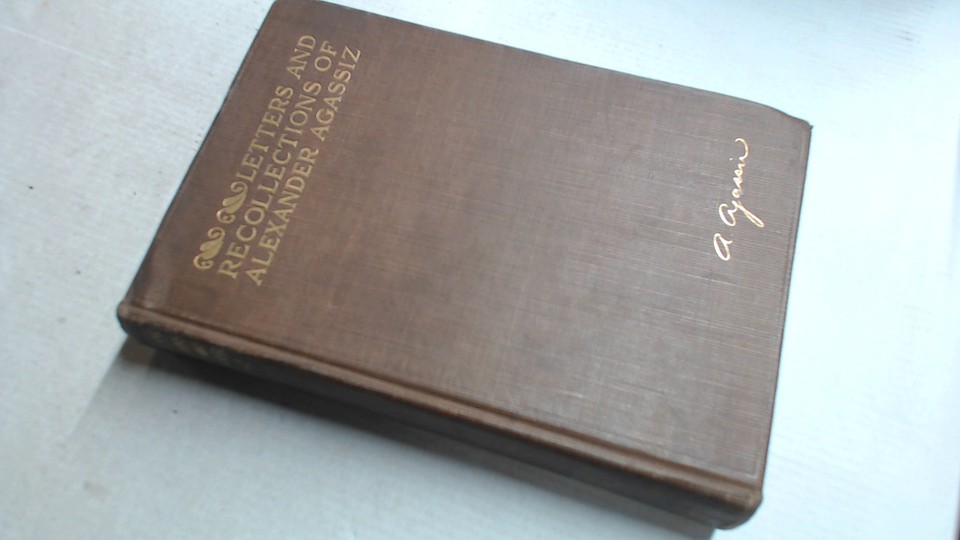 LETTERS AND
RECOLLECTIONS OF
ALEXANDER AGASSIZ
A Agassiz